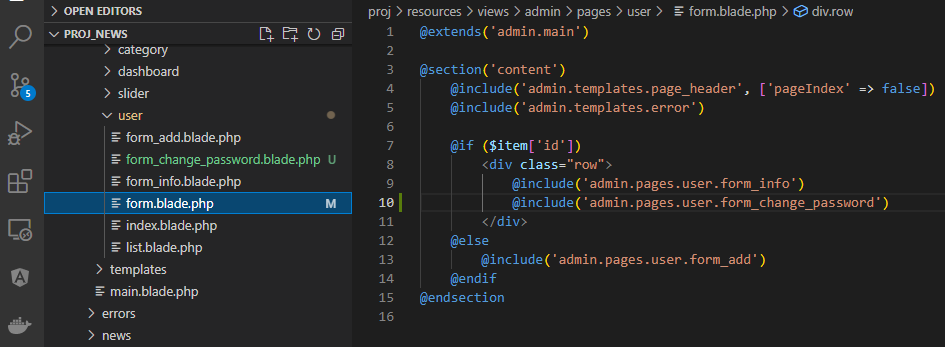 OPEN EDITORS
PROJ_NEWS
category
dashboard
slider
user
form_add.blade.php
form_change_password.blade.php U
form_info.blade.php
form.blade.php M
index.blade.php
list.blade.php
templates
main.blade.php
errors
news
5
proj > resources > views > admin > pages > user > form.blade.php > div.row
1 @extends('admin.main')
2
3 @section('content')
4 @include('admin.templates.page_header', ['pageIndex' => false])
5 @include('admin.templates.error')
6
7 @if ($item['id'])
8 <div class="row">
9 @include('admin.pages.user.form_info')
10 @include('admin.pages.user.form_change_password')
11 </div>
12 @else
13 @include('admin.pages.user.form_add')
14 @endif
15 @endsection
16